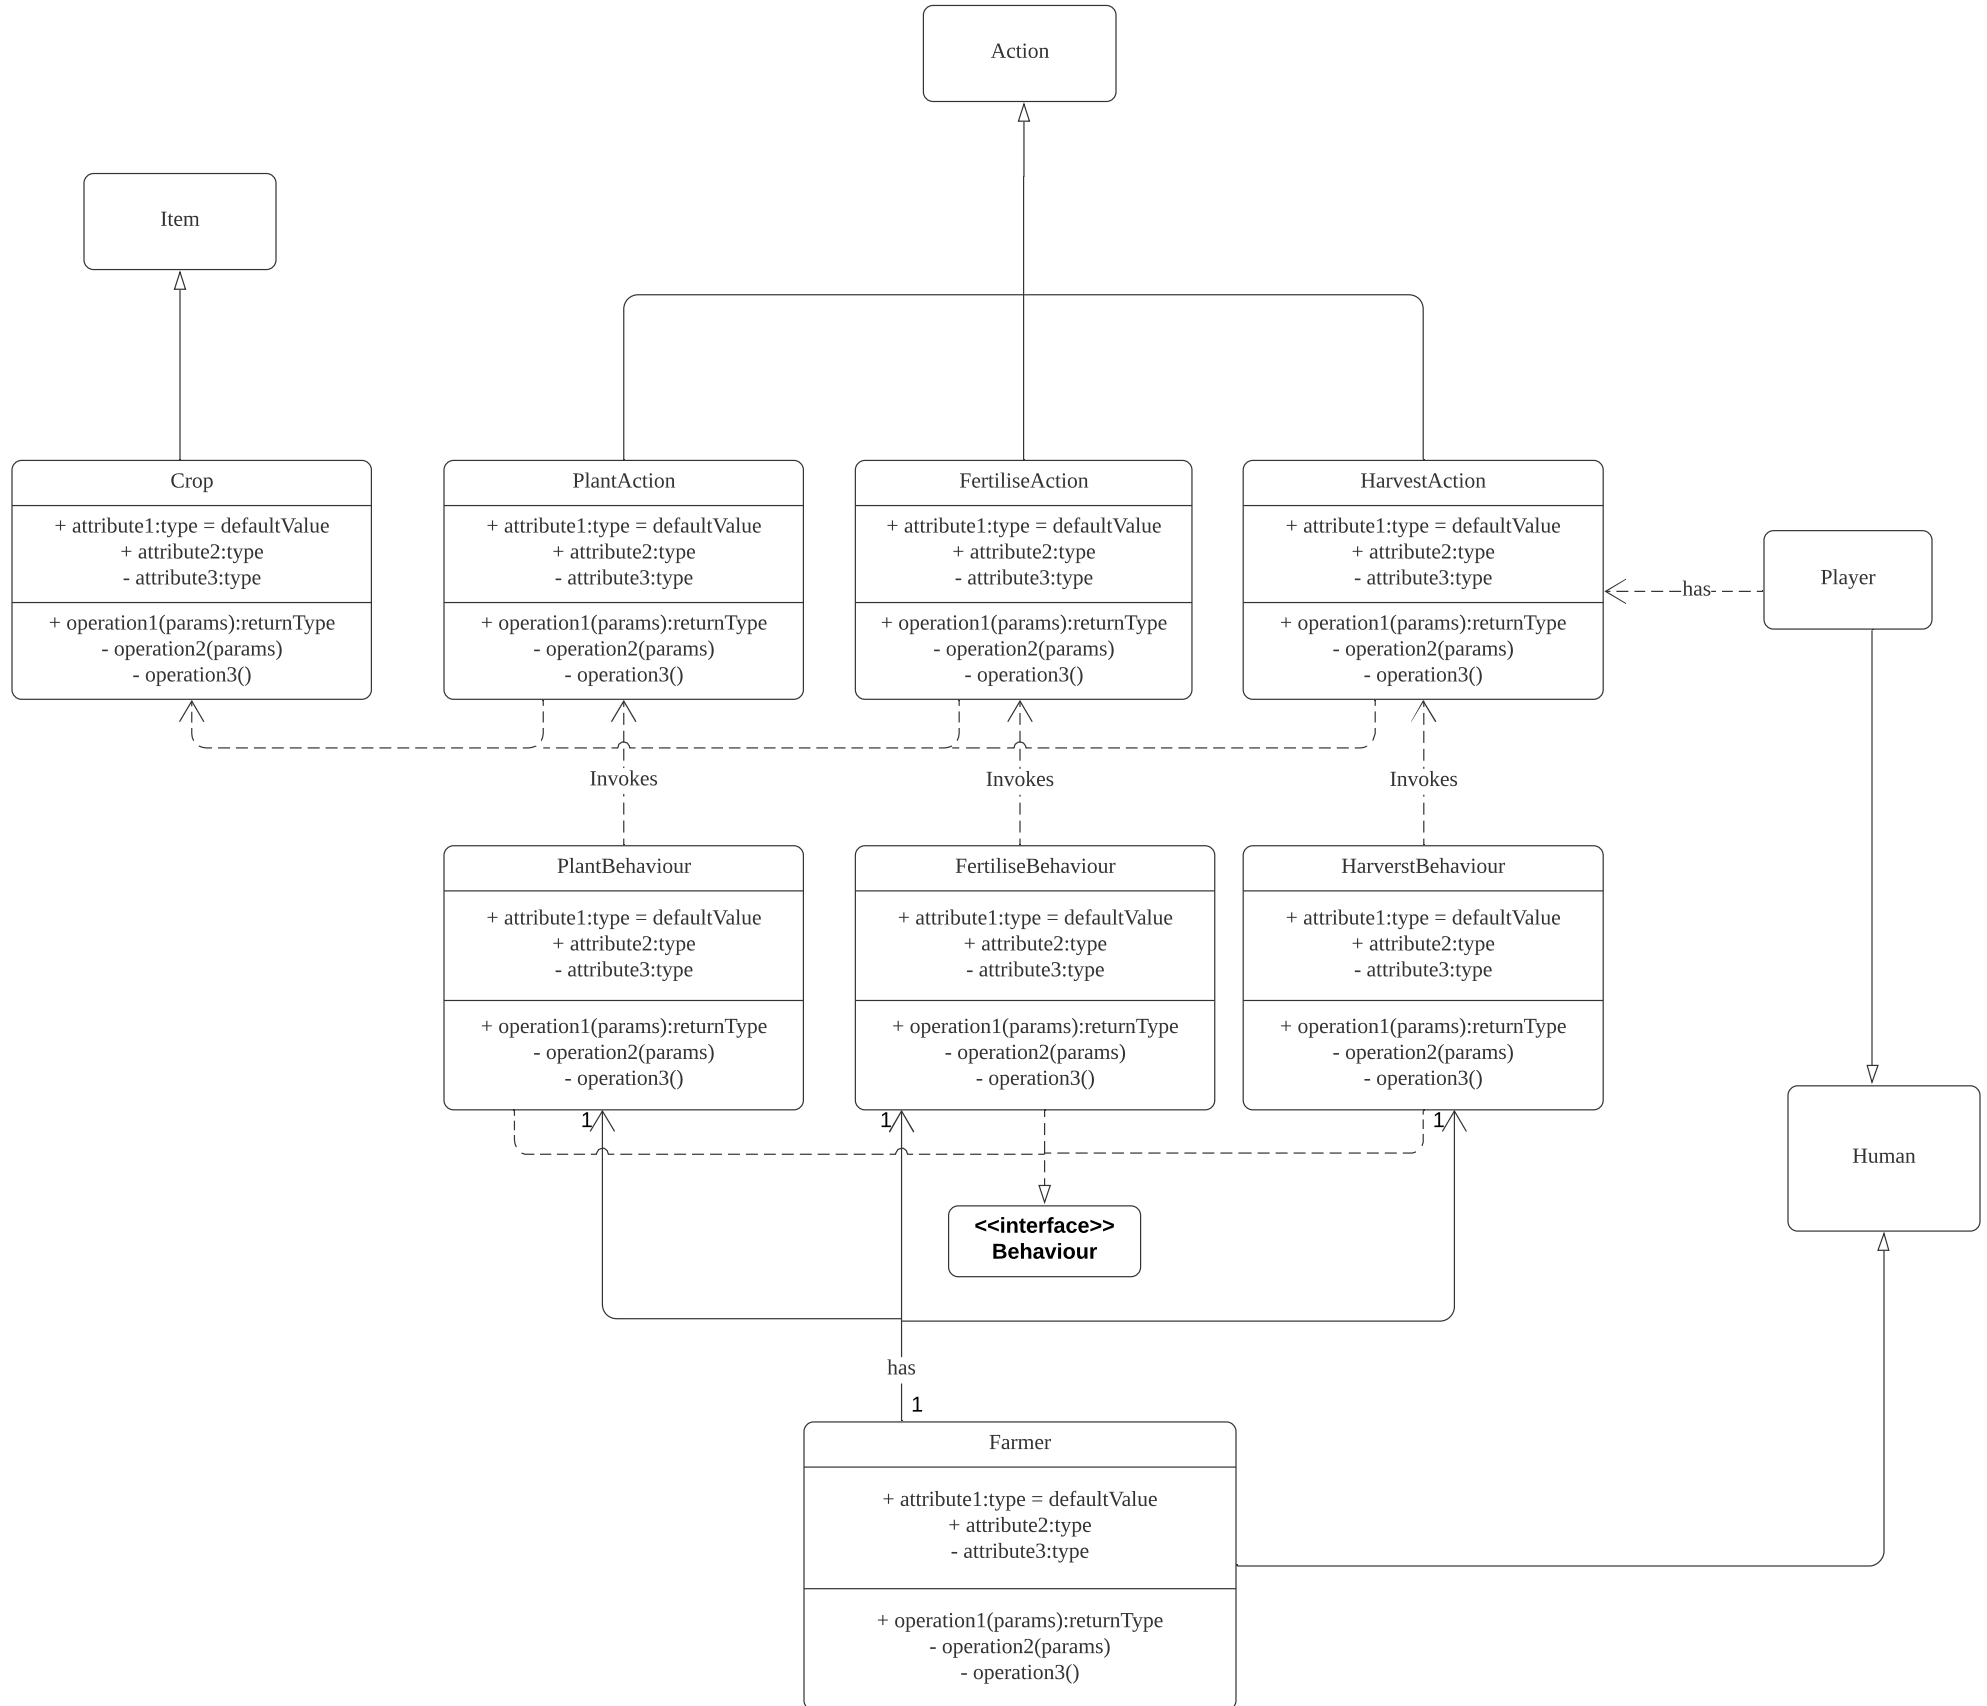 Action
Item
Crop
+ attribute1:type = defaultValue
+ attribute2:type
- attribute3:type
+ operation1(params):returnType
- operation2(params)
- operation3()
PlantAction
+ attribute1:type = defaultValue
+ attribute2:type
- attribute3:type
+ operation1(params):returnType
- operation2(params)
- operation3()
FertiliseAction
+ attribute1:type = defaultValue
+ attribute2:type
- attribute3:type
+ operation1(params):returnType
- operation2(params)
- operation3()
HarvestAction
+ attribute1:type = defaultValue
+ attribute2:type
- attribute3:type
+ operation1(params):returnType
- operation2(params)
- operation3()
has
Player
Invokes
Invokes
Invokes
PlantBehaviour
+ attribute1:type = defaultValue
+ attribute2:type
- attribute3:type
+ operation1(params):returnType
- operation2(params)
- operation3()
FertiliseBehaviour
+ attribute1:type = defaultValue
+ attribute2:type
- attribute3:type
+ operation1(params):returnType
- operation2(params)
- operation3()
HarverstBehaviour
+ attribute1:type = defaultValue
+ attribute2:type
- attribute3:type
+ operation1(params):returnType
- operation2(params)
- operation3()
1
1
1
Human
<<interface>>
Behaviour
has
1
Farmer
+ attribute1:type = defaultValue
+ attribute2:type
- attribute3:type
+ operation1(params):returnType
- operation2(params)
- operation3()